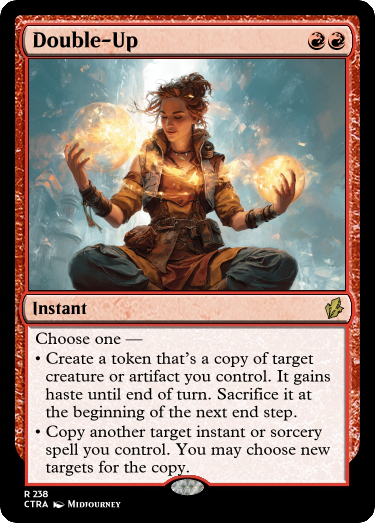 Double-Up
Instant
Choose one —
• Create a token that's a copy of target
creature or artifact you control. It gains
haste until end of turn. Sacrifice it at
the beginning of the next end step.
• Copy another target instant or sorcery
spell you control. You may choose new
targets for the copy.
R 238
CTRA Midjourney